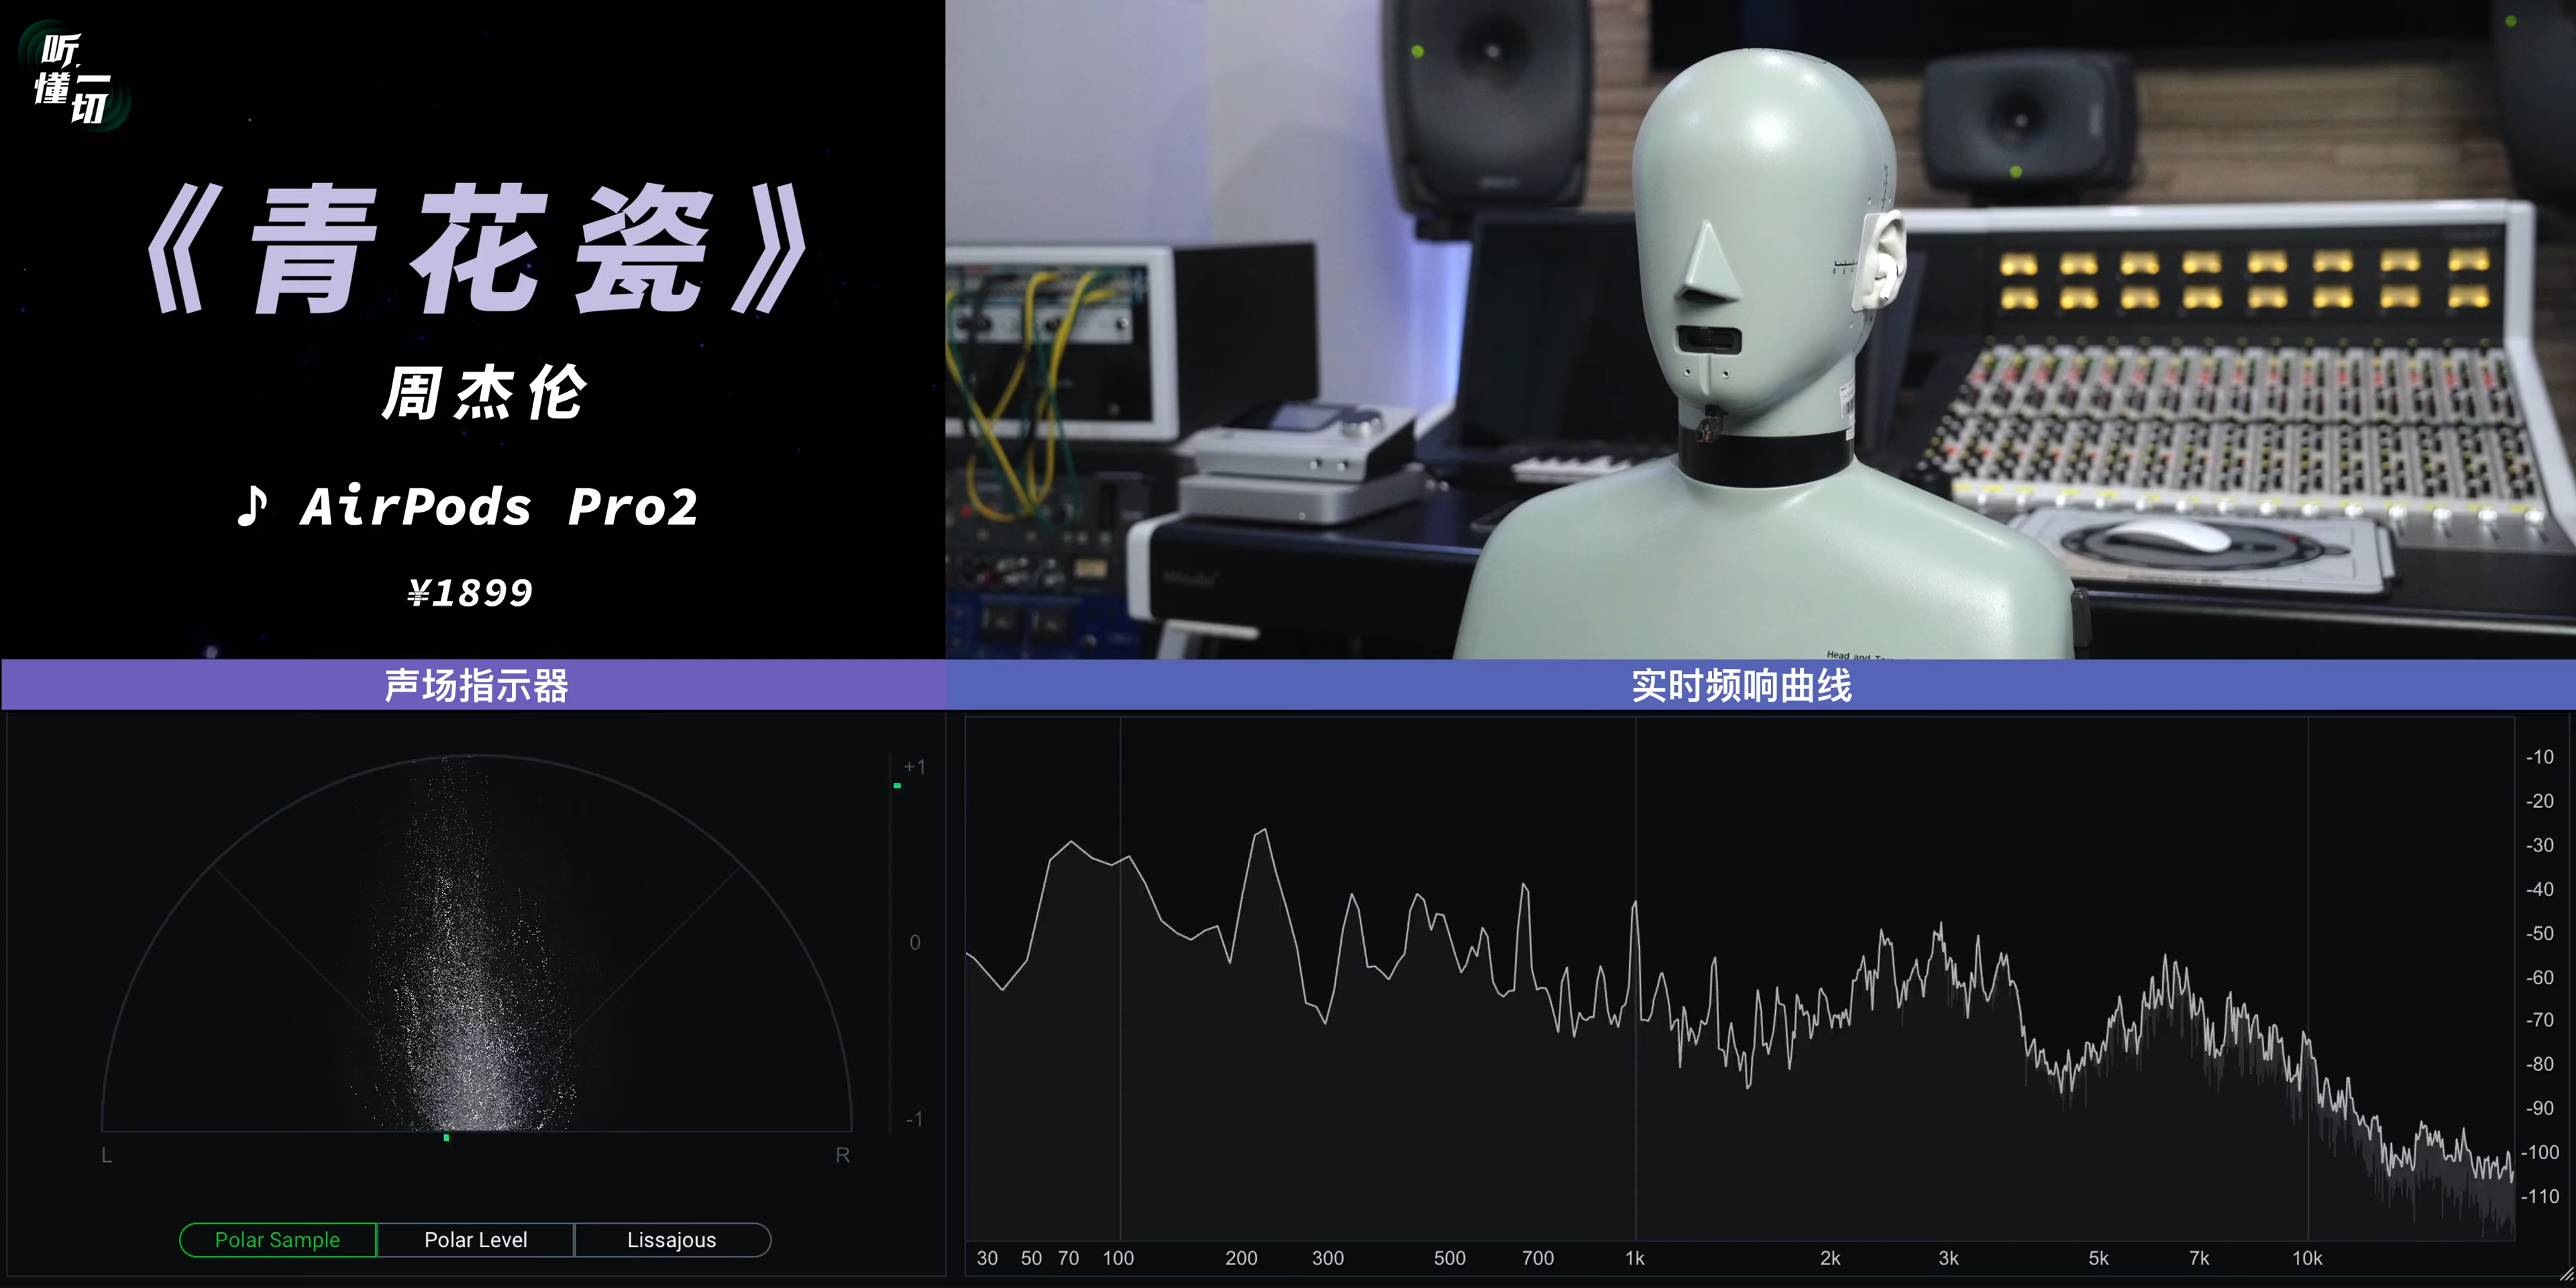 听
懂一切
《青花瓷》
周杰伦
♪ AirPods Pro2
¥1899
Head and
声场指示器
实时频响曲线
+1
0
-1
L
R
Polar Sample
Polar Level
Lissajous
-10
-20
-30
-40
-50
-60
-70
-80
-90
-100
-110
30 50 70 100 200 300 500 700 1k 2k 3k 5k 7k 10k